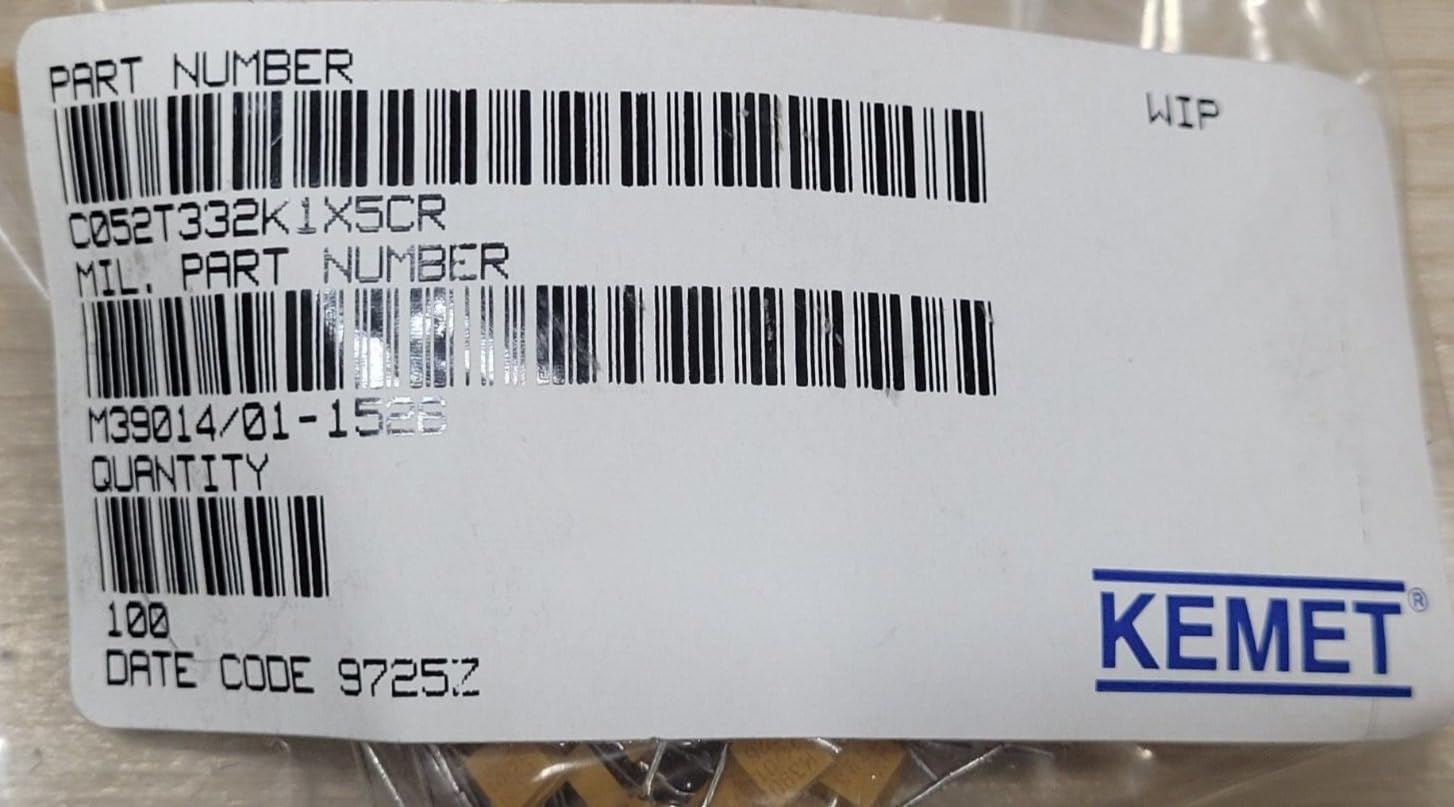 PART NUMBER
WIP
C052T332K1X5CR
MIL. PART NUMBER
M39014/01-1526
QUANTITY
100
DATE CODE 9725Z
KEMET®